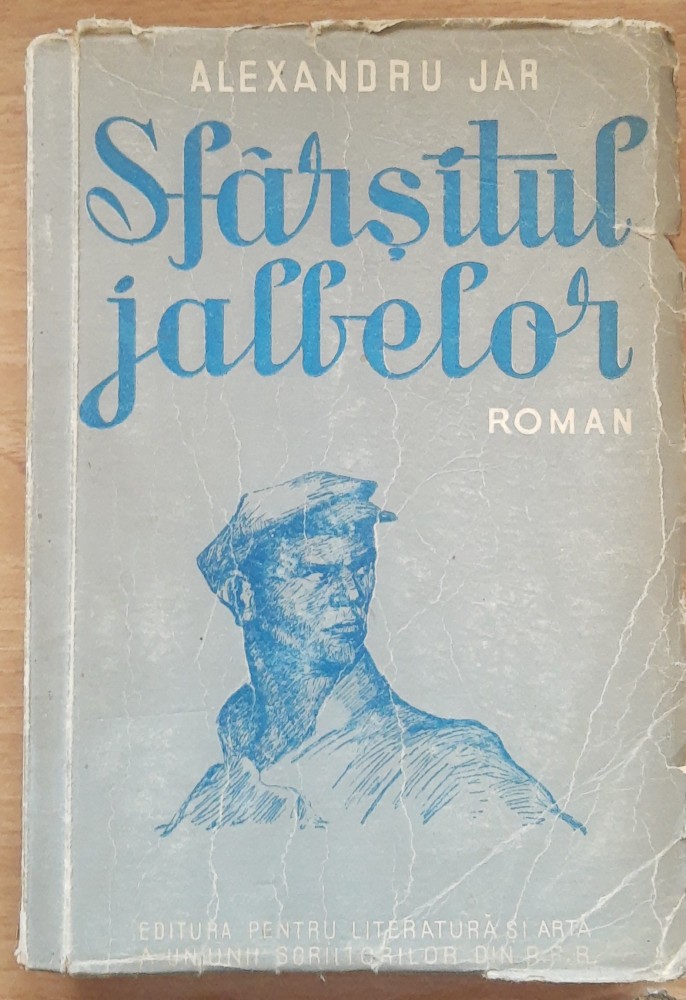 ALEXANDRU JAR
Sfârșitul
jalbelor
ROMAN
EDITURA PENTRU LITERATURĂ ȘI ARTĂ
A UNIUNII SCRIITORILOR DIN R.P.R.